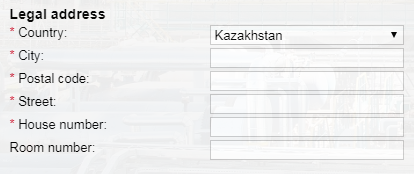 Legal address
* Country: Kazakhstan
* City:
* Postal code:
* Street:
* House number:
Room number: